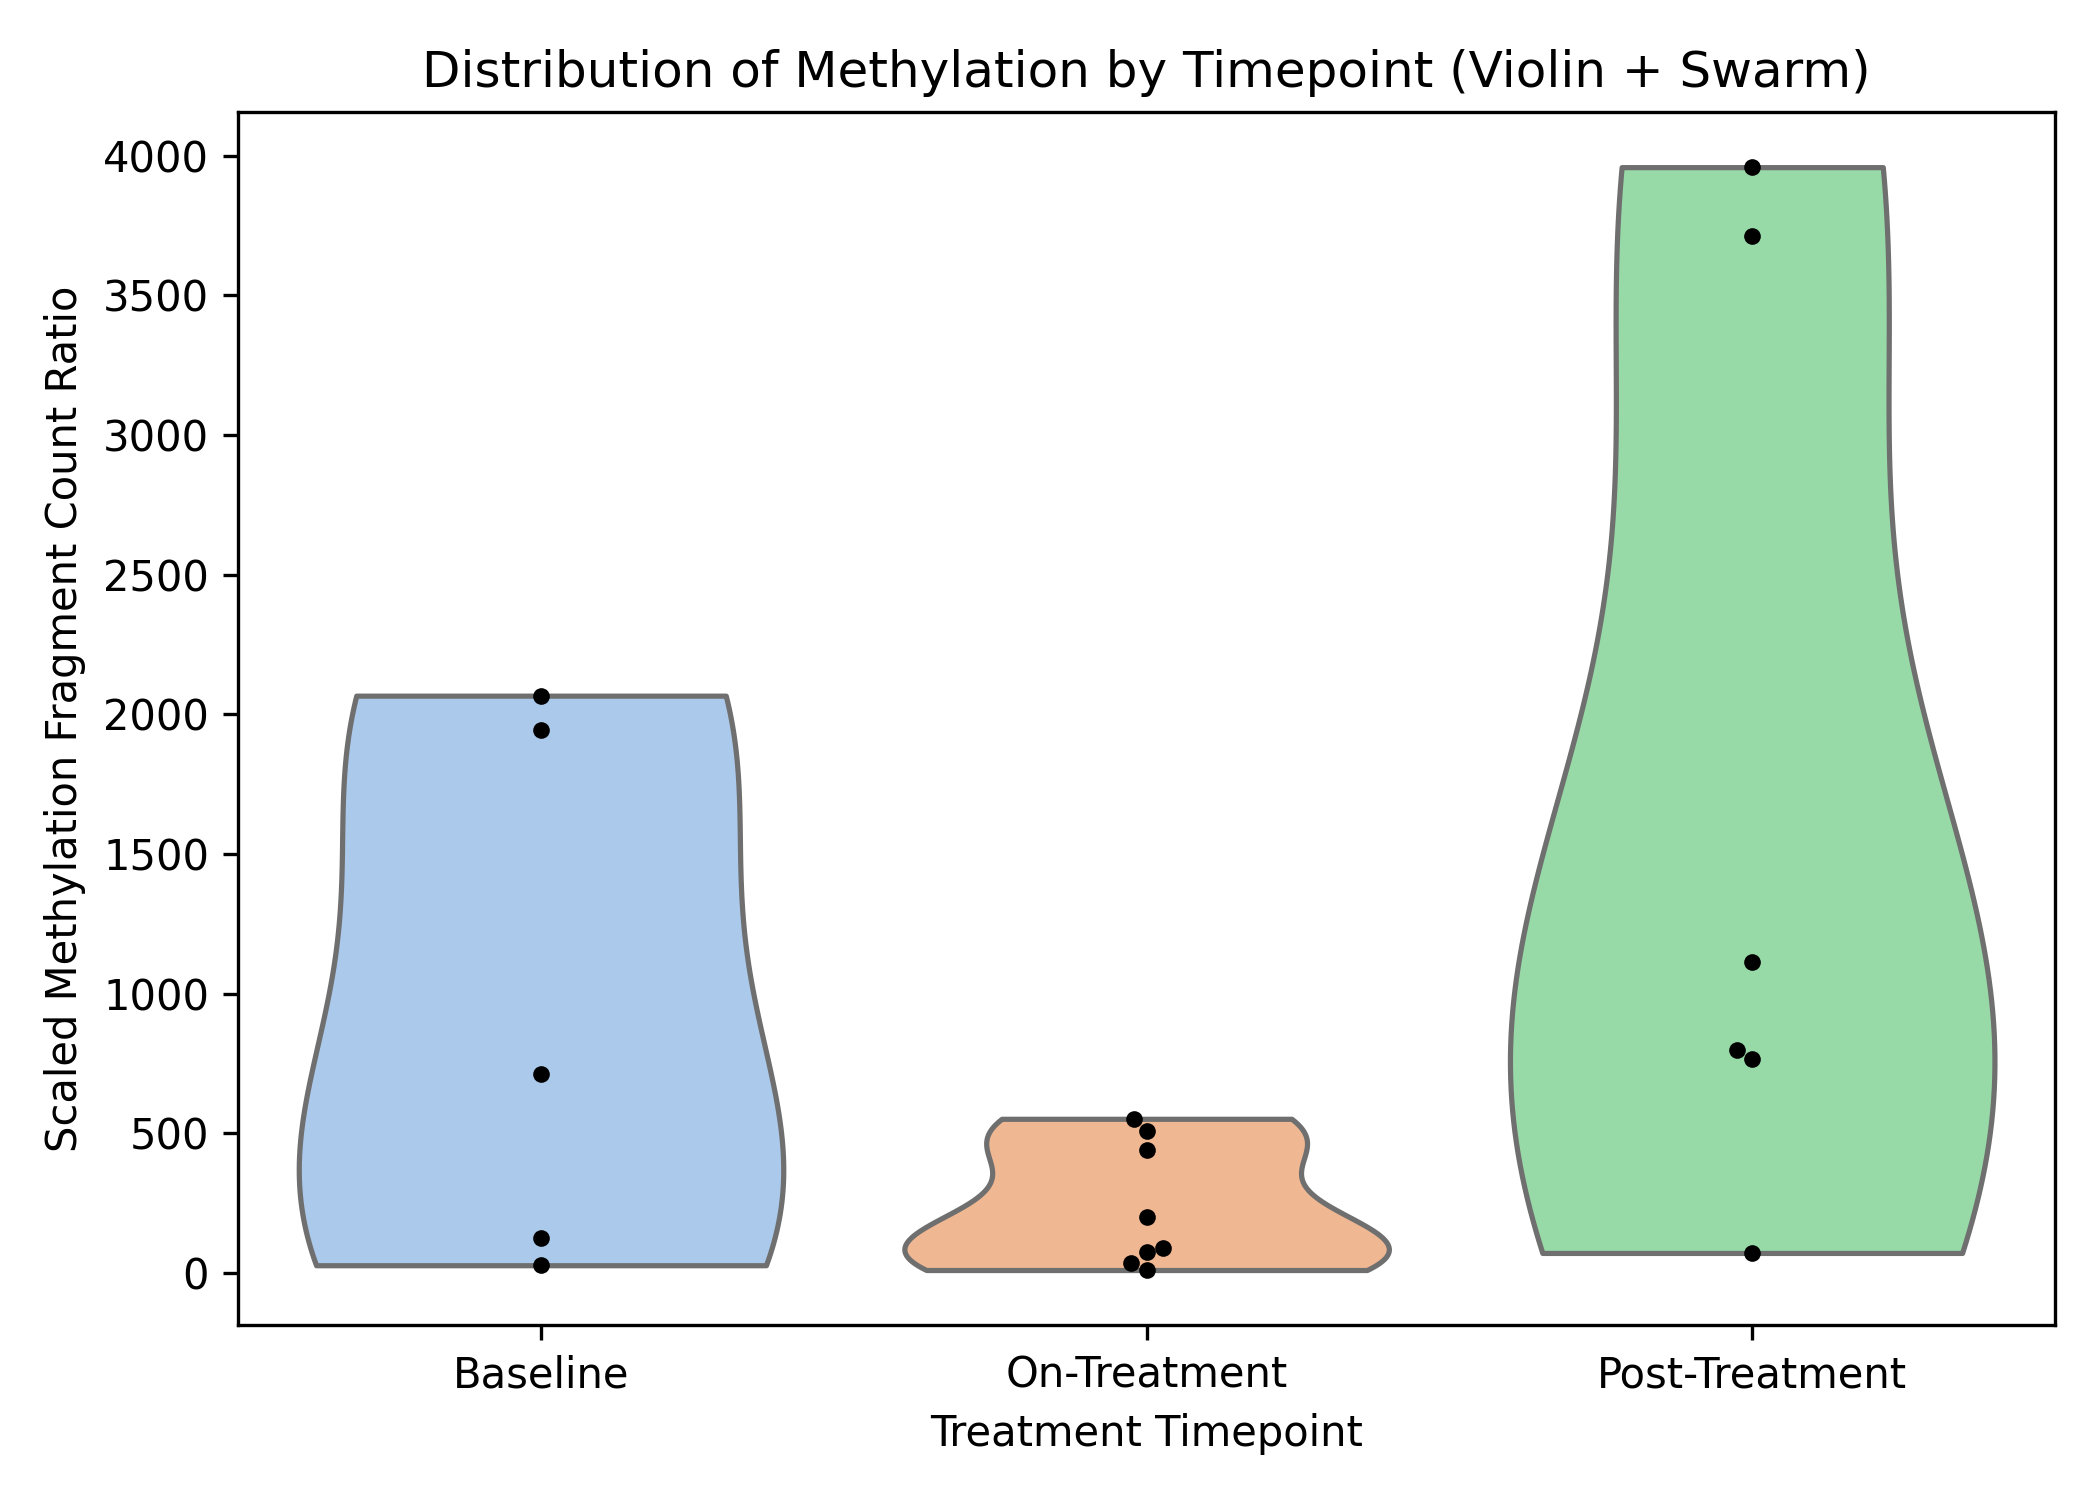 Distribution of Methylation by Timepoint (Violin + Swarm)
Scaled Methylation Fragment Count Ratio
4000
3500
3000
2500
2000
1500
1000
500
0
Baseline
On-Treatment
Post-Treatment
Treatment Timepoint